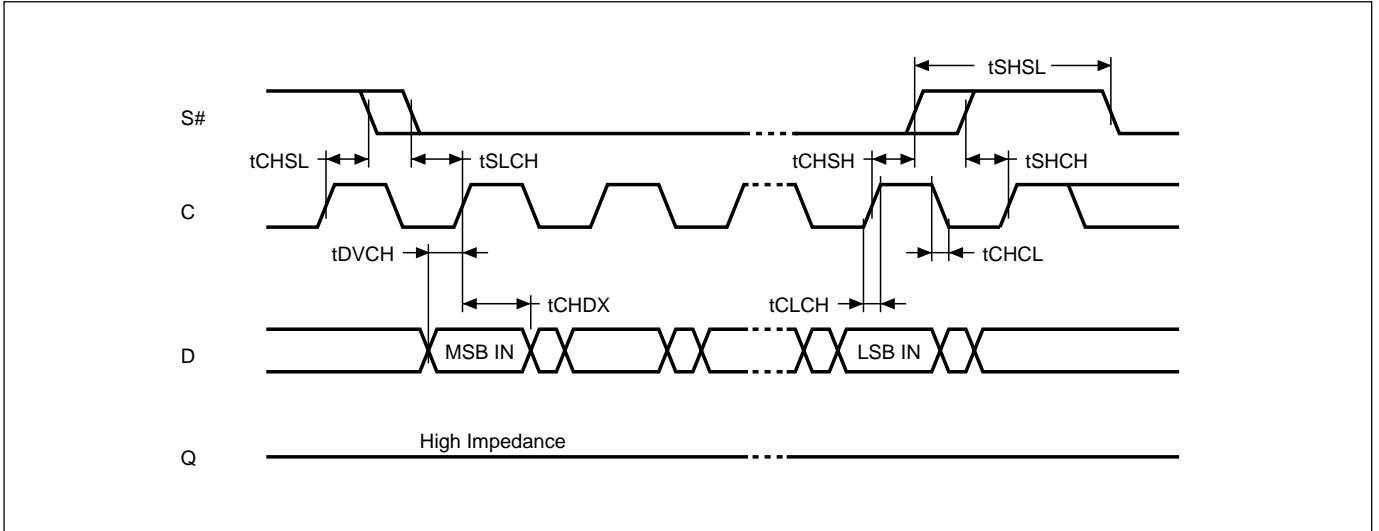 tSHSL
S#
tCHSL
tSLCH
tCHSH
tSHCH
C
tDVCH
tCHCL
tCHDX
tCLCH
D
MSB IN
LSB IN
High Impedance
Q